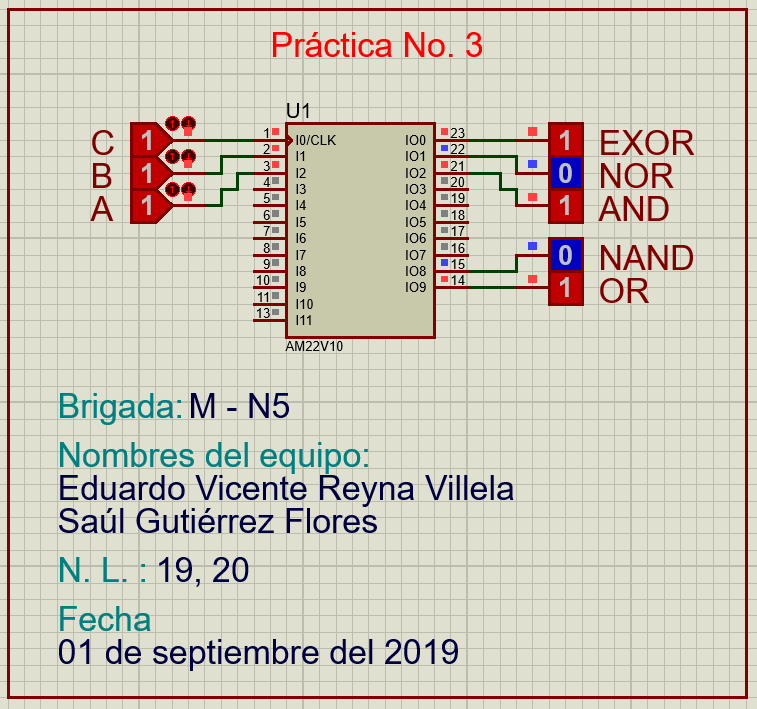 Práctica No. 3
U1
C 1 1 I0/CLK IO0 23 1 EXOR
2 I1 IO1 22
B 1 3 I2 IO2 21 0 NOR
4 I3 IO3 20
A 1 5 I4 IO4 19 1 AND
6 I5 IO5 18
7 I6 IO6 17
8 I7 IO7 16 0 NAND
9 I8 IO8 15
10 I9 IO9 14 1 OR
11 I10
13 I11
AM22V10
Brigada: M - N5
Nombres del equipo:
Eduardo Vicente Reyna Villela
Saúl Gutiérrez Flores
N. L. : 19, 20
Fecha
01 de septiembre del 2019